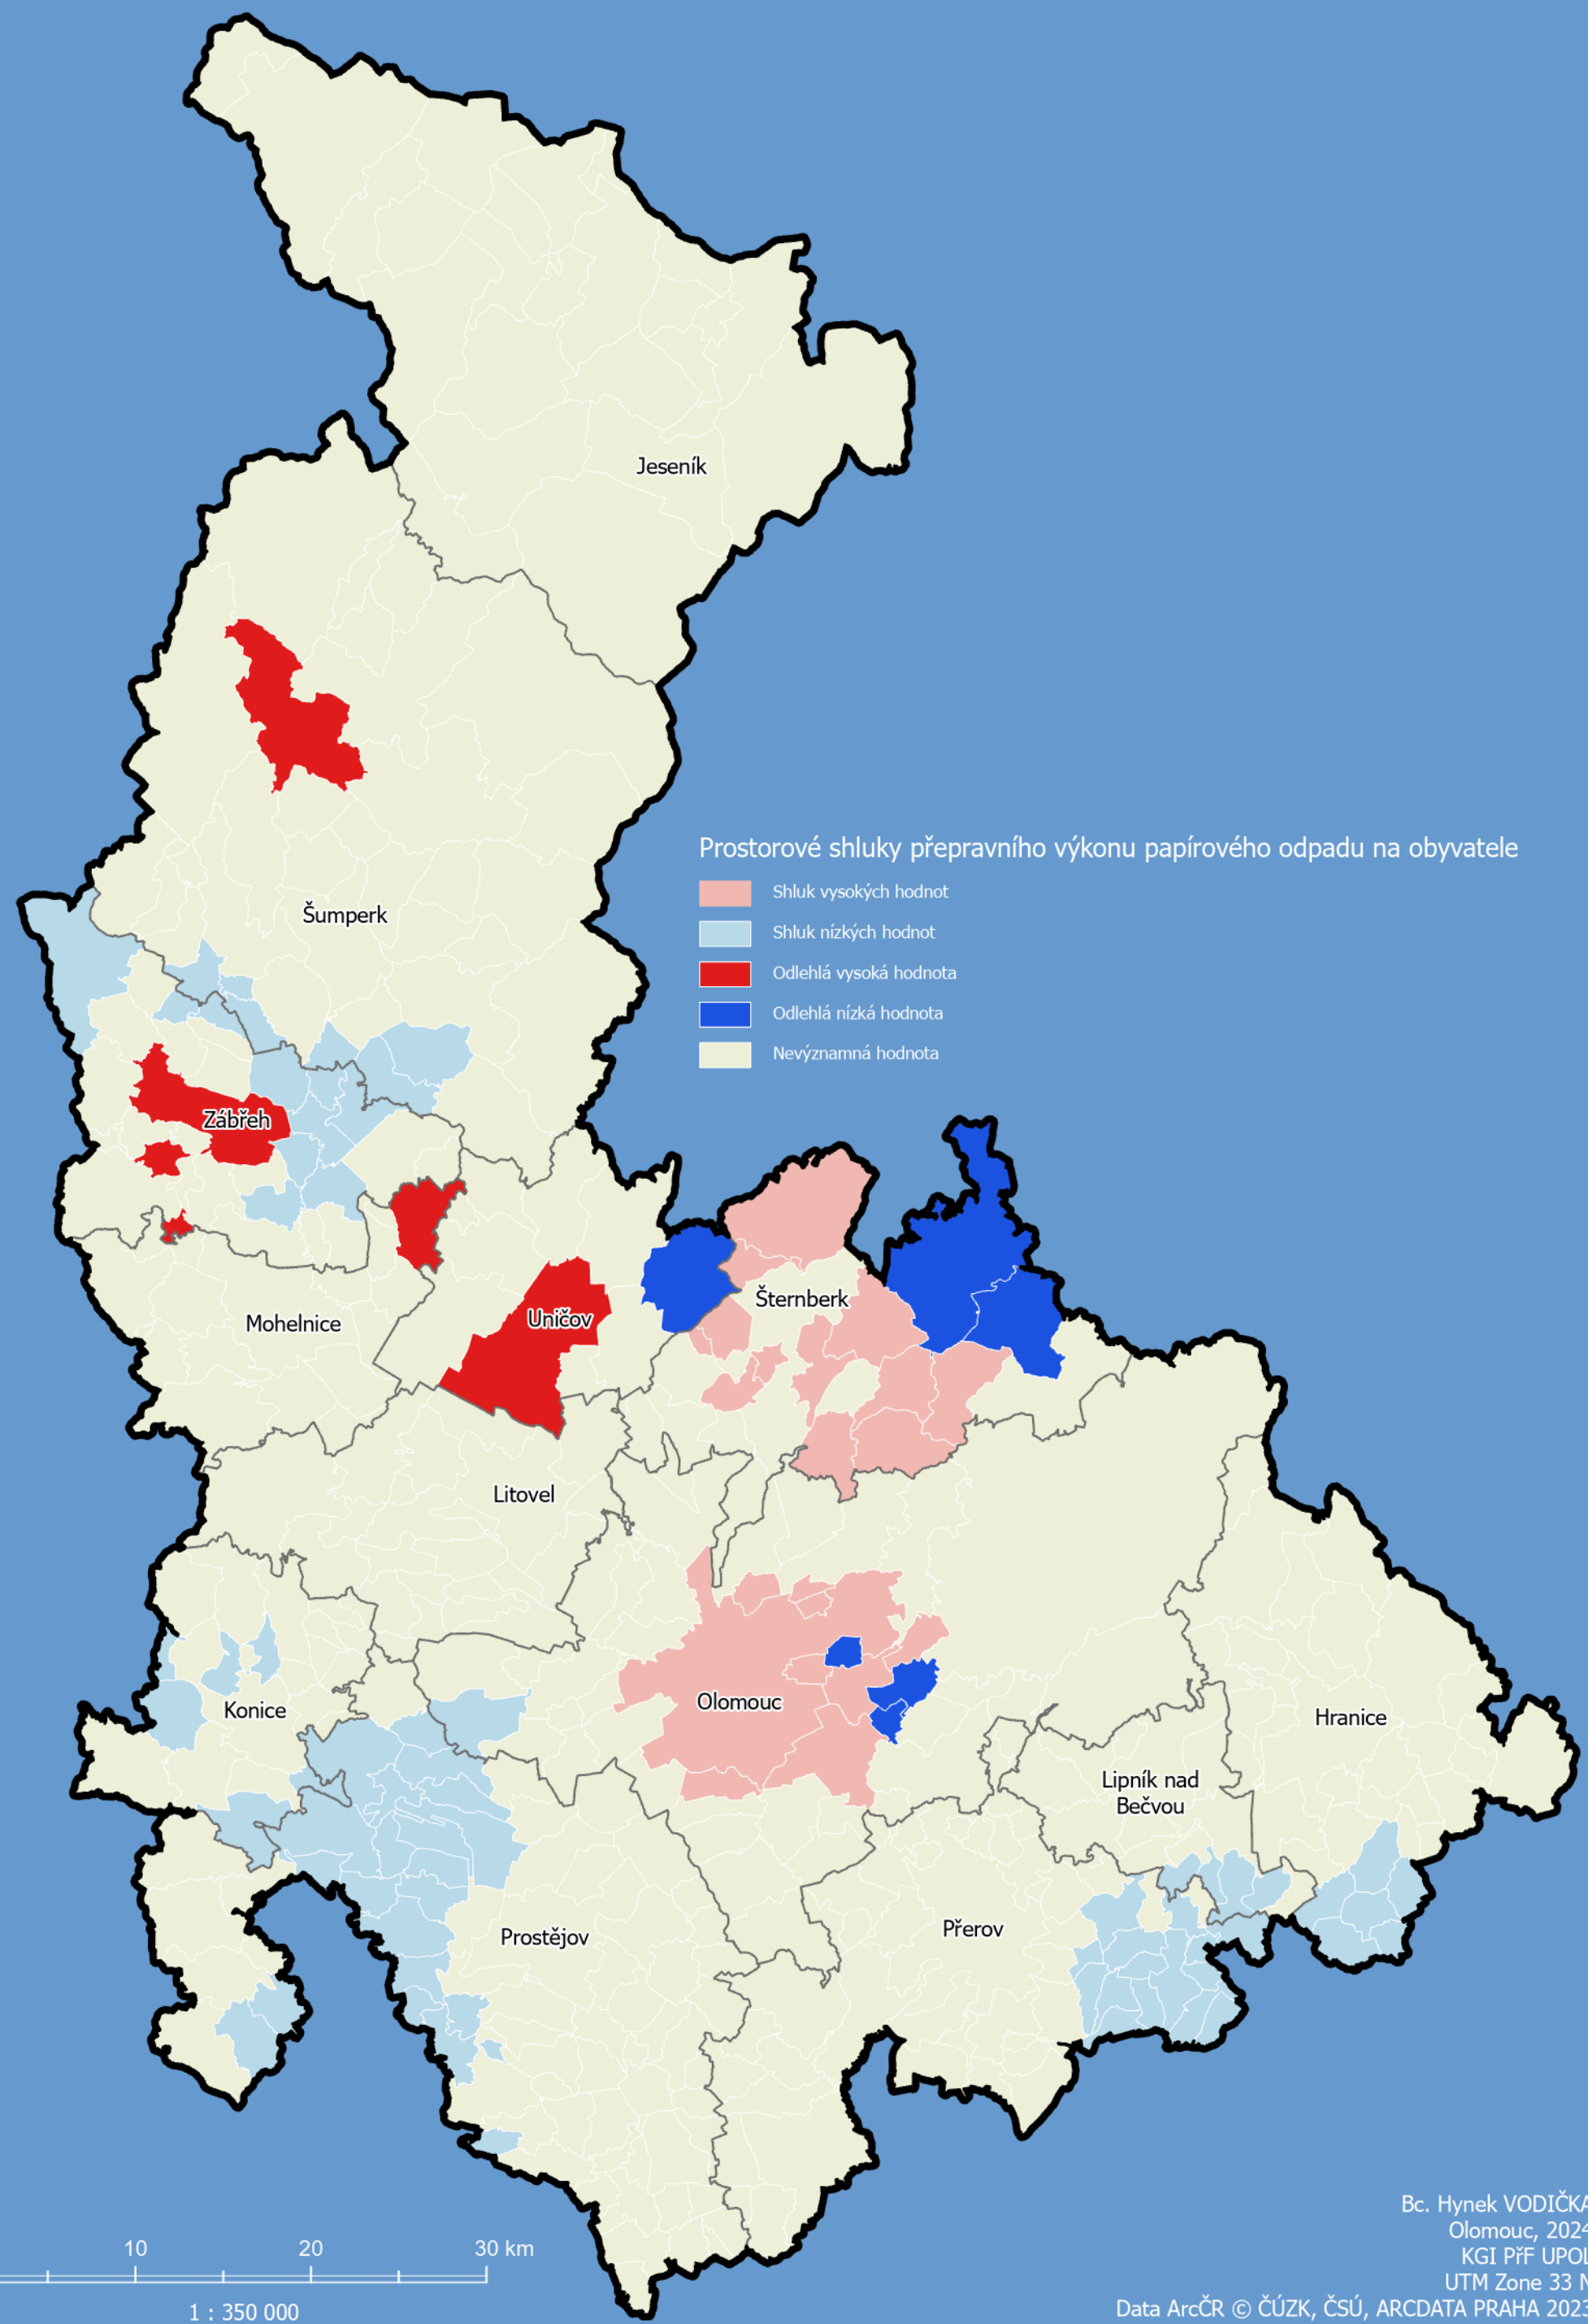 Jeseník
Prostorové shluky přepravního výkonu papírového odpadu na obyvatele
Shluk vysokých hodnot
Shluk nízkých hodnot
Odlehlá vysoká hodnota
Odlehlá nízká hodnota
Nevýznamná hodnota
Šumperk
Zábřeh
Šternberk
Uničov
Mohelnice
Litovel
Olomouc
Konice
Hranice
Lipník nad
Bečvou
Přerov
Prostějov
10 20 30 km
1 : 350 000
Bc. Hynek VODIČKA
Olomouc, 2024
KGI PřF UPOL
UTM Zone 33 N
Data ArcČR © ČÚZK, ČSÚ, ARCDATA PRAHA 2023